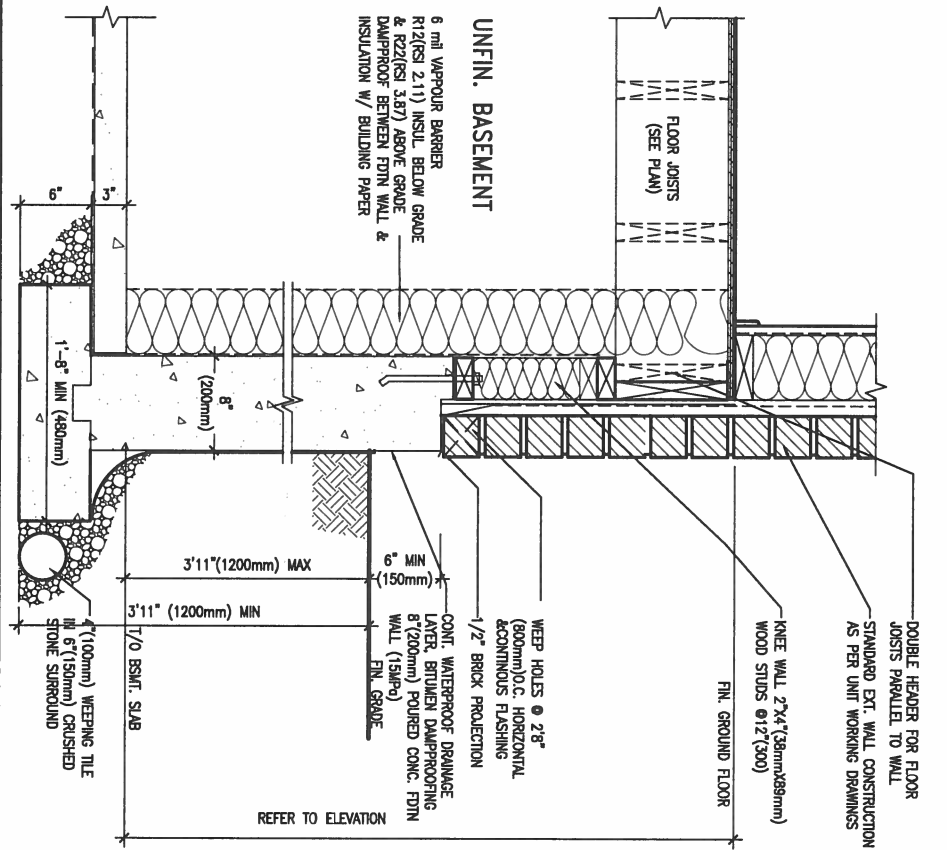 UNFIN. BASEMENT
6 mil VAPPOUR BARRIER
R12(RSI 2.11) INSUL BELOW GRADE
& R22(RSI 3.87) ABOVE GRADE
DAMPPROOF BETWEEN FDTN WALL &
INSULATION W/ BUILDING PAPER
FLOOR JOISTS
(SEE PLAN)
6"
3"
1'-8" MIN (480mm)
8"
(200mm)
3'11"(1200mm) MAX
6" MIN
(150mm)
3'11" (1200mm) MIN
DOUBLE HEADER FOR FLOOR
JOISTS PARALLEL TO WALL
STANDARD EXT. WALL CONSTRUCTION
AS PER UNIT WORKING DRAWINGS
KNEE WALL 2"X4"(38mmX89mm)
WOOD STUDS @12"(300)
FIN. GROUND FLOOR
WEEP HOLES @ 2'8"
(800mm)O.C. HORIZONTAL
&CONTINOUS FLASHING
1/2" BRICK PROJECTION
CONT. WATERPROOF DRAINAGE
LAYER, BITUMEN DAMPPROOFING
8"(200mm) POURED CONC. FDTN
WALL (15MPa)
FIN. GRADE
T/O BSMT. SLAB
4"(100mm) WEEPING TILE
IN 6"(150mm) CRUSHED
STONE SURROUND
REFER TO ELEVATION